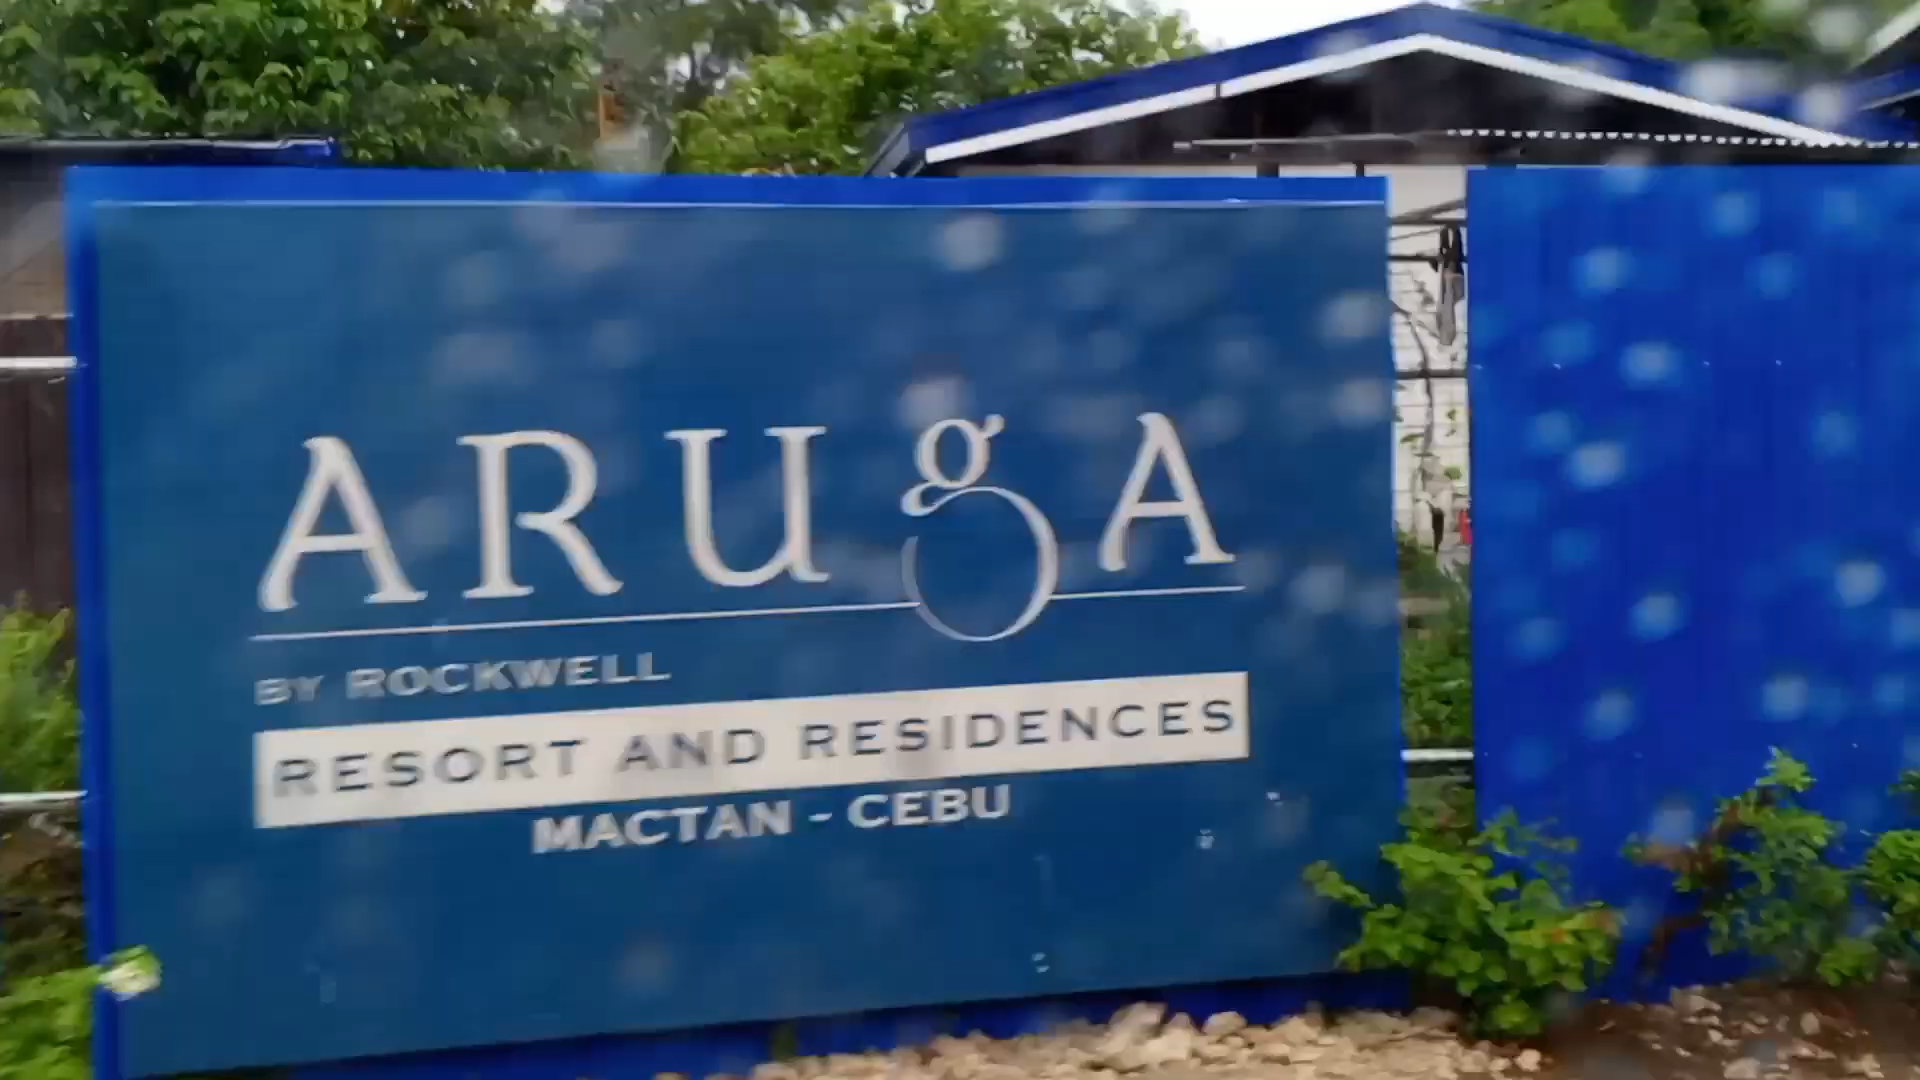 ARUgA
BY ROCKWELL
RESORT AND RESIDENCES
MACTAN - CEBU